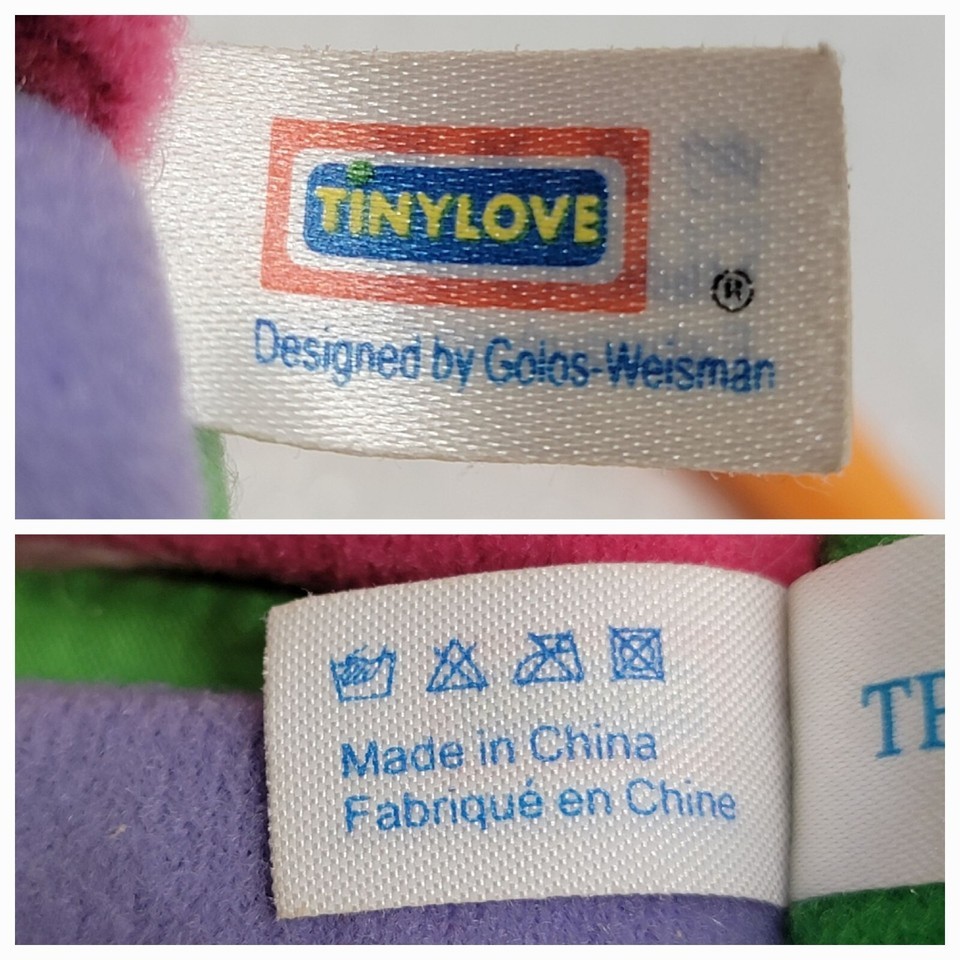 TiNYLOVE
®
Designed by Golos-Weisman
Made in China
Fabriqué en Chine